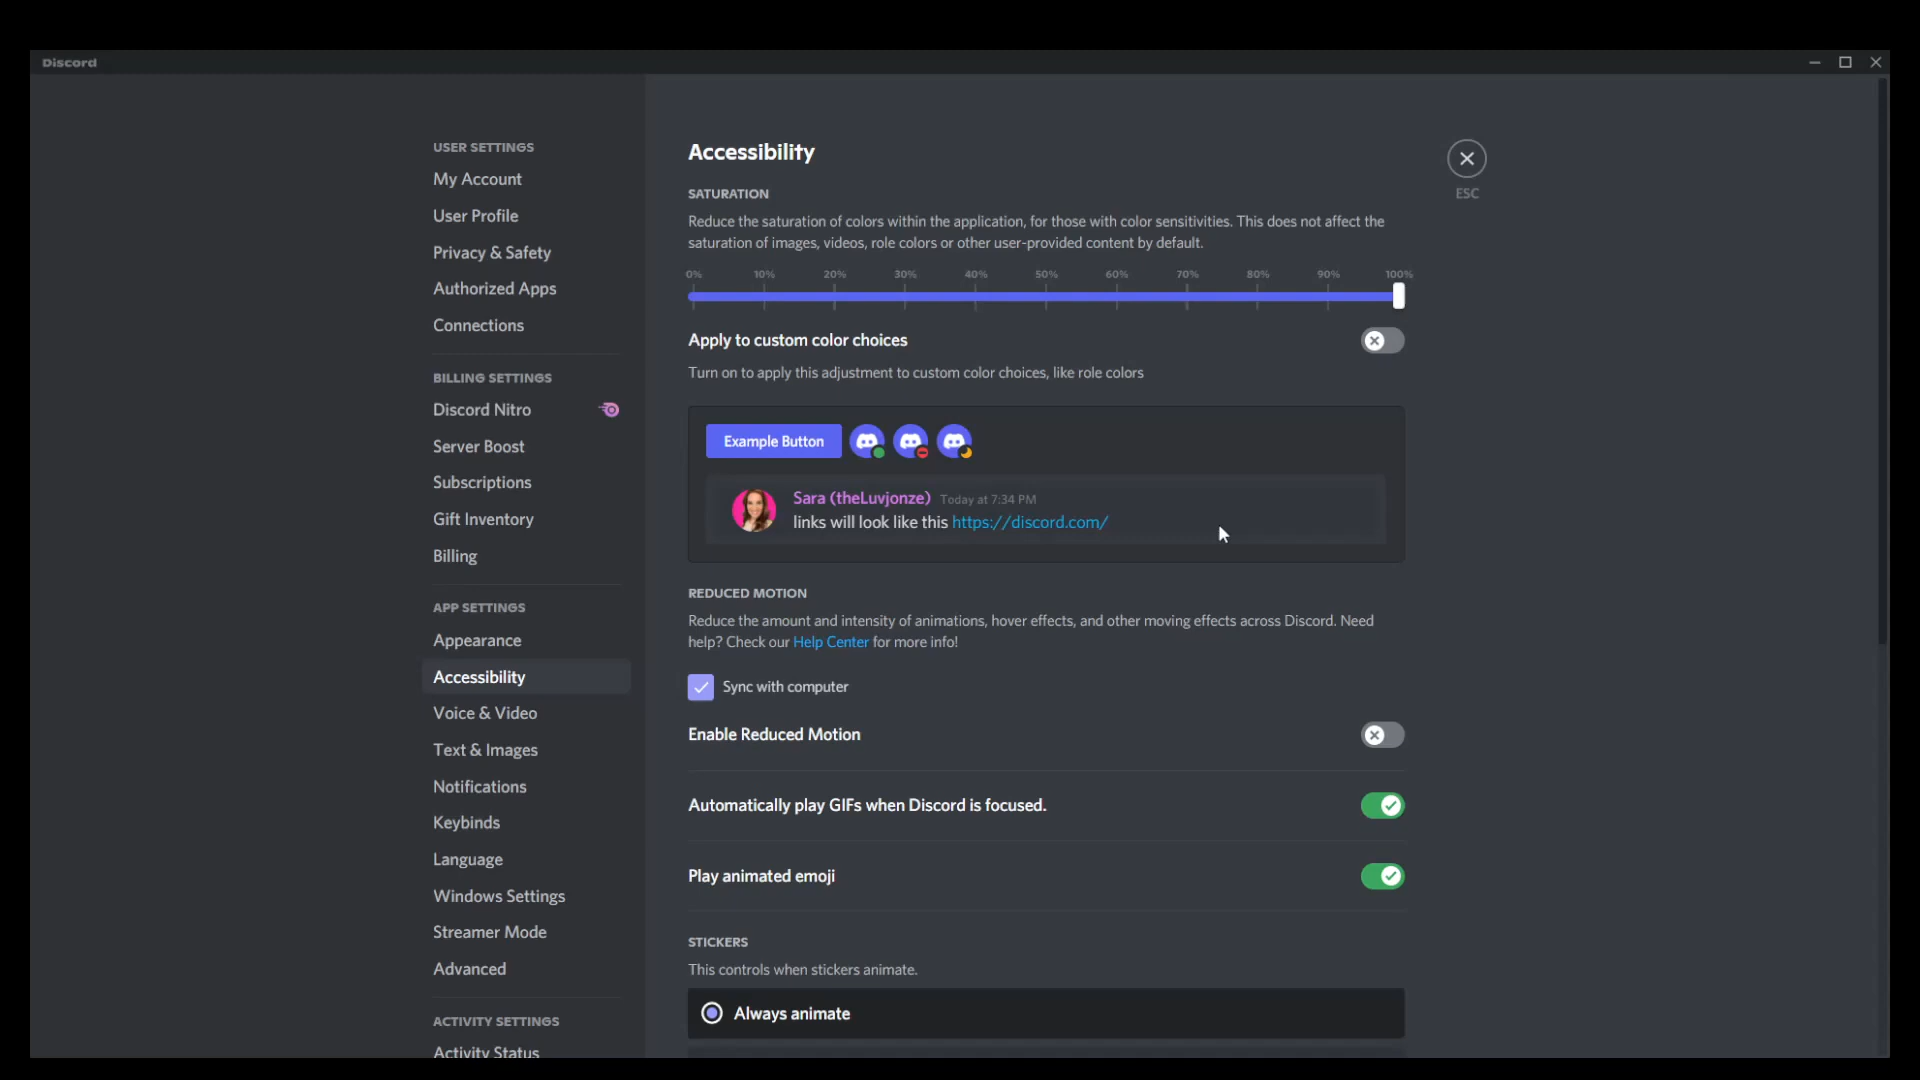 Discord
USER SETTINGS
My Account
User Profile
Privacy & Safety
Authorized Apps
Connections
BILLING SETTINGS
Discord Nitro
Server Boost
Subscriptions
Gift Inventory
Billing
APP SETTINGS
Appearance
Accessibility
Voice & Video
Text & Images
Notifications
Keybinds
Language
Windows Settings
Streamer Mode
Advanced
ACTIVITY SETTINGS
Activity Status
Accessibility
ESC
SATURATION
Reduce the saturation of colors within the application, for those with color sensitivities. This does not affect the
saturation of images, videos, role colors or other user-provided content by default.
0% 10% 20% 30% 40% 50% 60% 70% 80% 90% 100%
Apply to custom color choices
Turn on to apply this adjustment to custom color choices, like role colors
Example Button
Sara (theLuvjonze) Today at 7:34 PM
links will look like this https://discord.com/
REDUCED MOTION
Reduce the amount and intensity of animations, hover effects, and other moving effects across Discord. Need
help? Check our Help Center for more info!
Sync with computer
Enable Reduced Motion
Automatically play GIFs when Discord is focused.
Play animated emoji
STICKERS
This controls when stickers animate.
Always animate